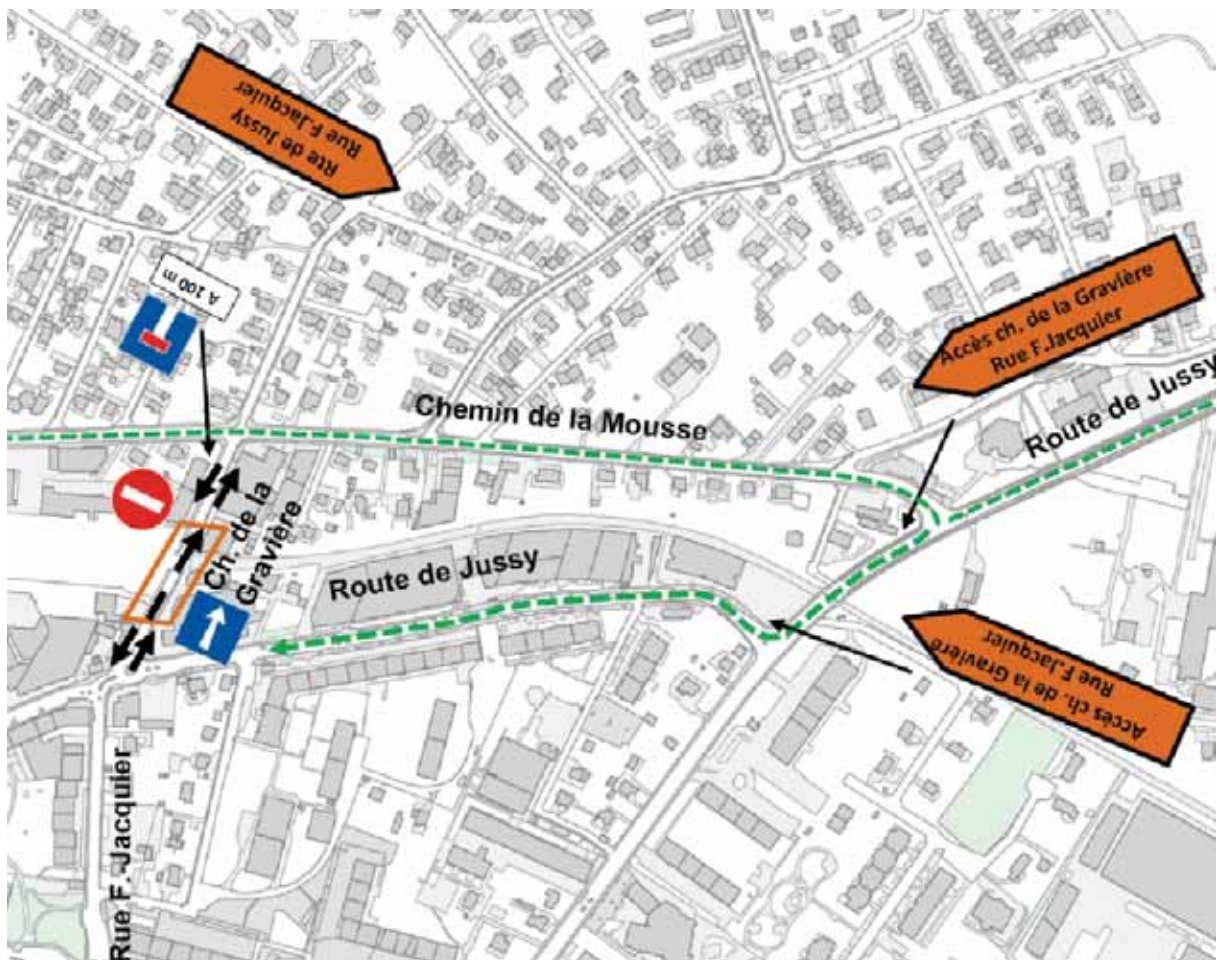 Rte de Jussy
Rue F.Jacquier
A 100 m
Accès ch. de la Gravière
Rue F.Jacquier
Chemin de la Mousse
Route de Jussy
Ch. de la
Gravière
Route de Jussy
Accès ch. de la Gravière
Rue F.Jacquier
Rue F.-Jacquier